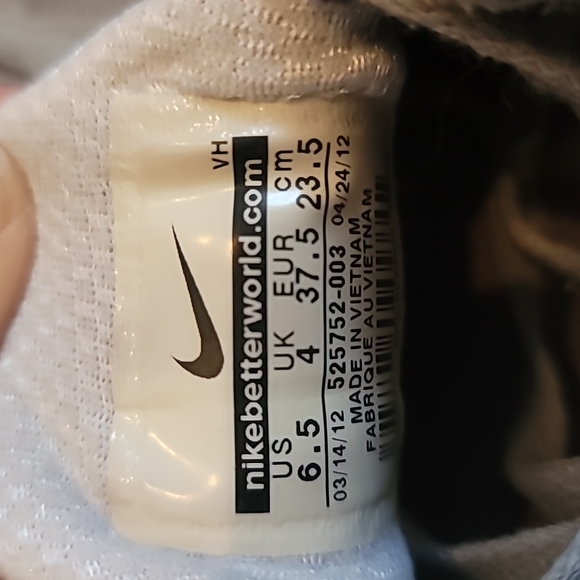 VH
nikebetterworld.com
US UK EUR cm
6.5 4 37.5 23.5
03/14/12 525752-003 04/24/12
MADE IN VIETNAM
FABRIQUE AU VIETNAM